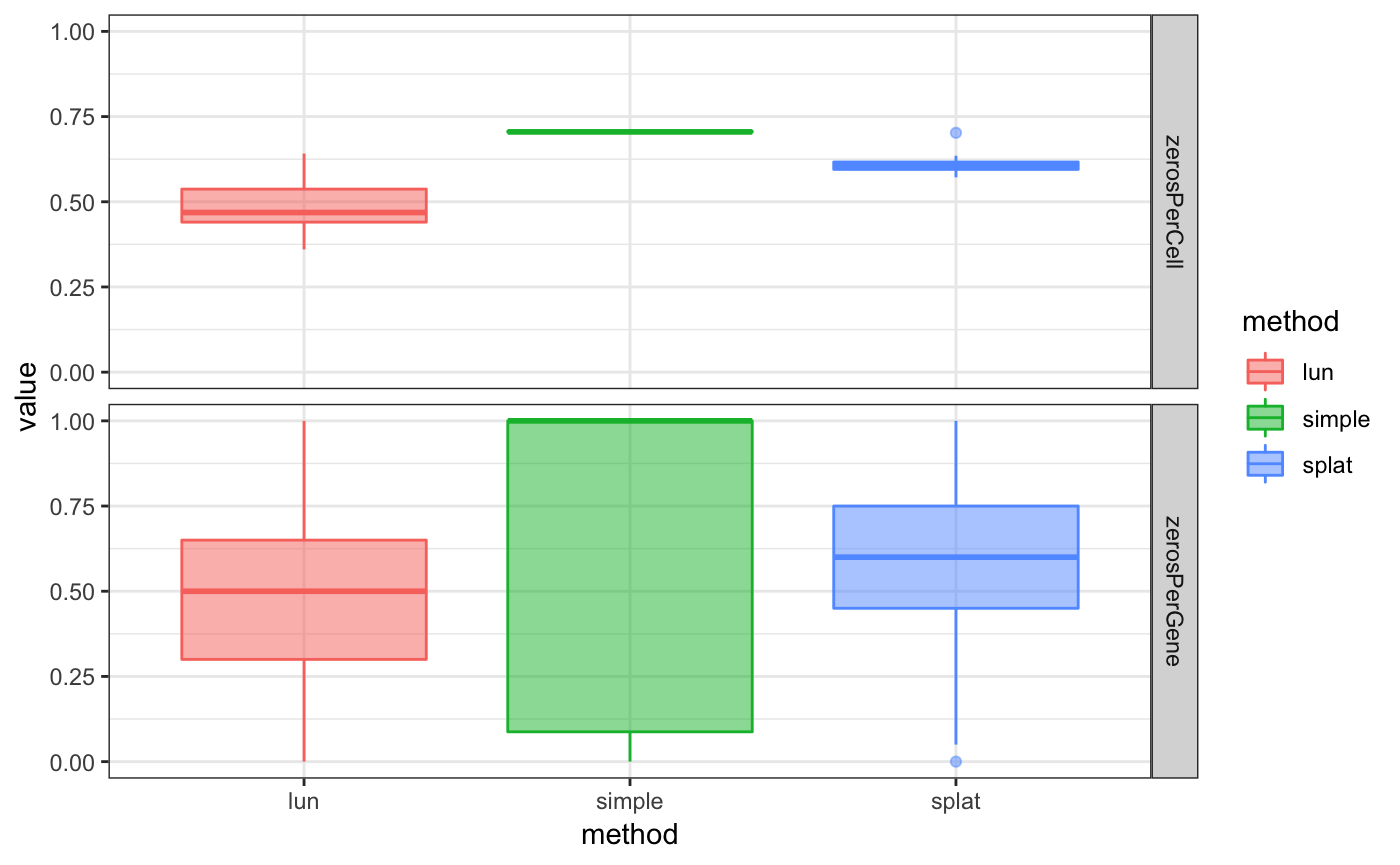 value
1.00
0.75
0.50
0.25
0.00
zerosPerCell
1.00
0.75
0.50
0.25
0.00
zerosPerGene
lun
simple
splat
method
method
lun
simple
splat